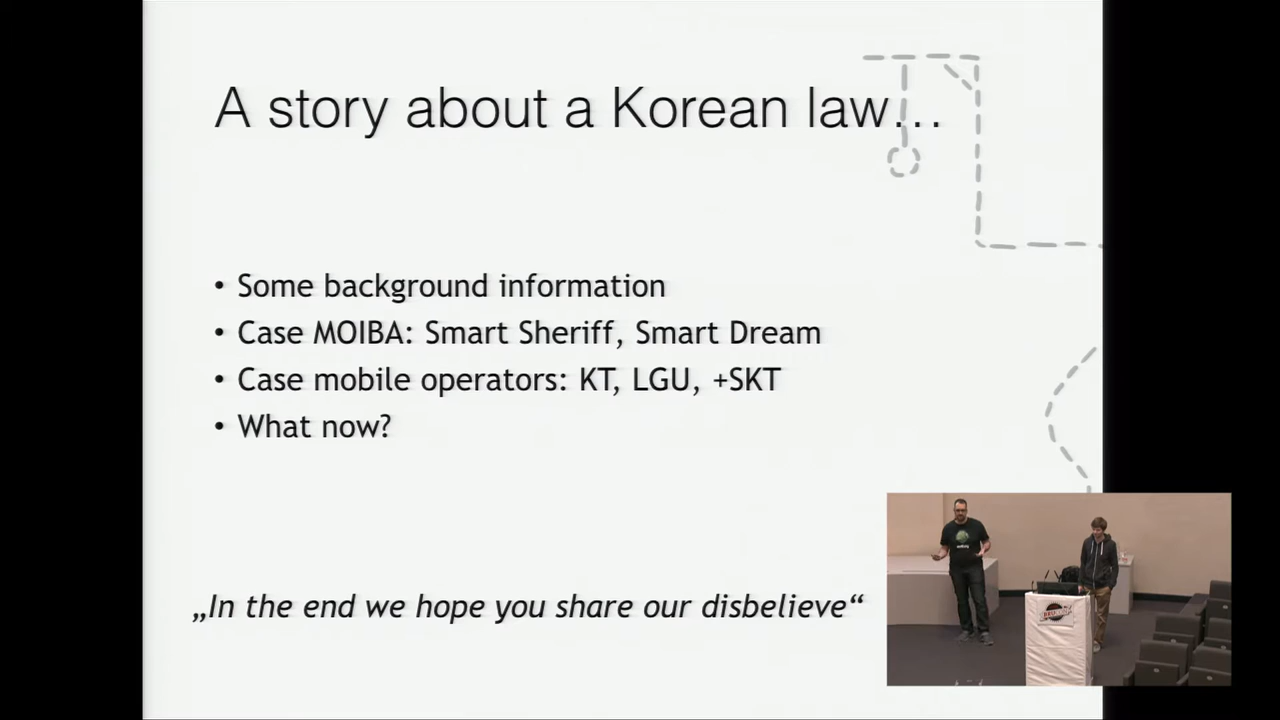 A story about a Korean law…
• Some background information
• Case MOIBA: Smart Sheriff, Smart Dream
• Case mobile operators: KT, LGU, +SKT
• What now?
„In the end we hope you share our disbelieve“